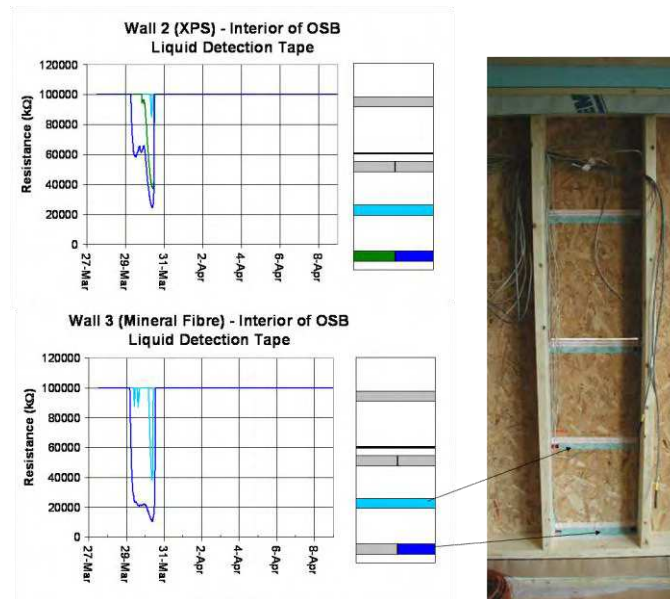 Wall 2 (XPS) - Interior of OSB
Liquid Detection Tape
Resistance (kΩ)
120000
100000
80000
60000
40000
20000
0
27-Mar
29-Mar
31-Mar
2-Apr
4-Apr
6-Apr
8-Apr
Wall 3 (Mineral Fibre) - Interior of OSB
Liquid Detection Tape
Resistance (kΩ)
120000
100000
80000
60000
40000
20000
0
27-Mar
29-Mar
31-Mar
2-Apr
4-Apr
6-Apr
8-Apr